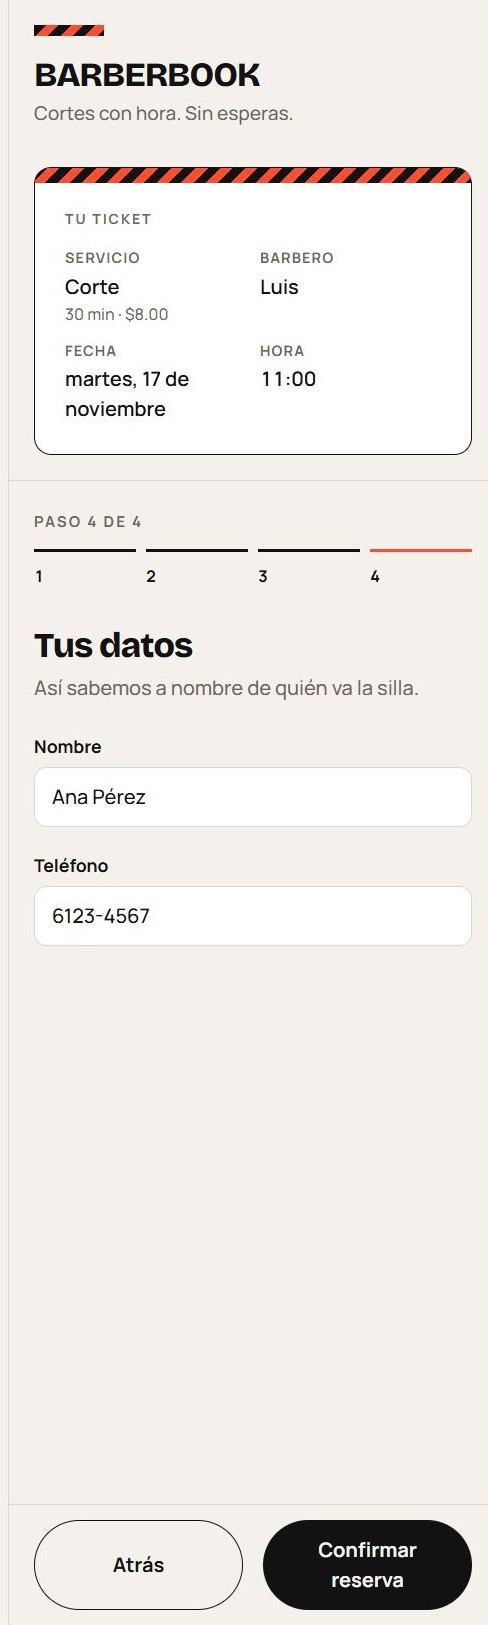 BARBERBOOK
Cortes con hora. Sin esperas.
TU TICKET
SERVICIO
Corte
30 min · $8.00
BARBERO
Luis
FECHA
martes, 17 de
noviembre
HORA
11:00
PASO 4 DE 4
1 2 3 4
Tus datos
Así sabemos a nombre de quién va la silla.
Nombre
Ana Pérez
Teléfono
6123-4567
Atrás
Confirmar
reserva